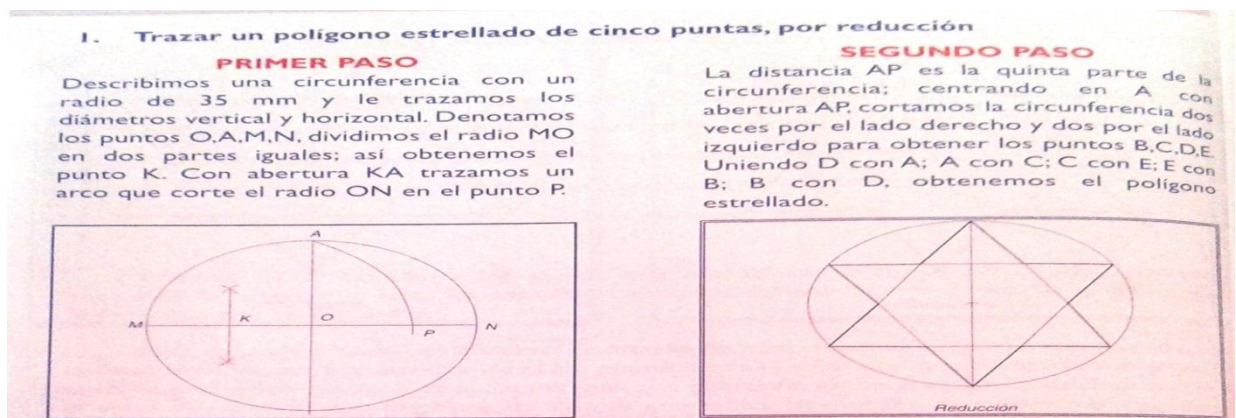 1. Trazar un polígono estrellado de cinco puntas, por reducción
PRIMER PASO
Describimos una circunferencia con un
radio de 35 mm y le trazamos los
diámetros vertical y horizontal. Denotamos
los puntos O,A,M,N, dividimos el radio MO
en dos partes iguales; así obtenemos el
punto K. Con abertura KA trazamos un
arco que corte el radio ON en el punto P.
A
M
K
O
P
N
SEGUNDO PASO
La distancia AP es la quinta parte de la
circunferencia; centrando en A con
abertura AP, cortamos la circunferencia dos
veces por el lado derecho y dos por el lado
izquierdo para obtener los puntos B,C,D,E.
Uniendo D con A; A con C; C con E; E con
B; B con D, obtenemos el polígono
estrellado.
Reducción